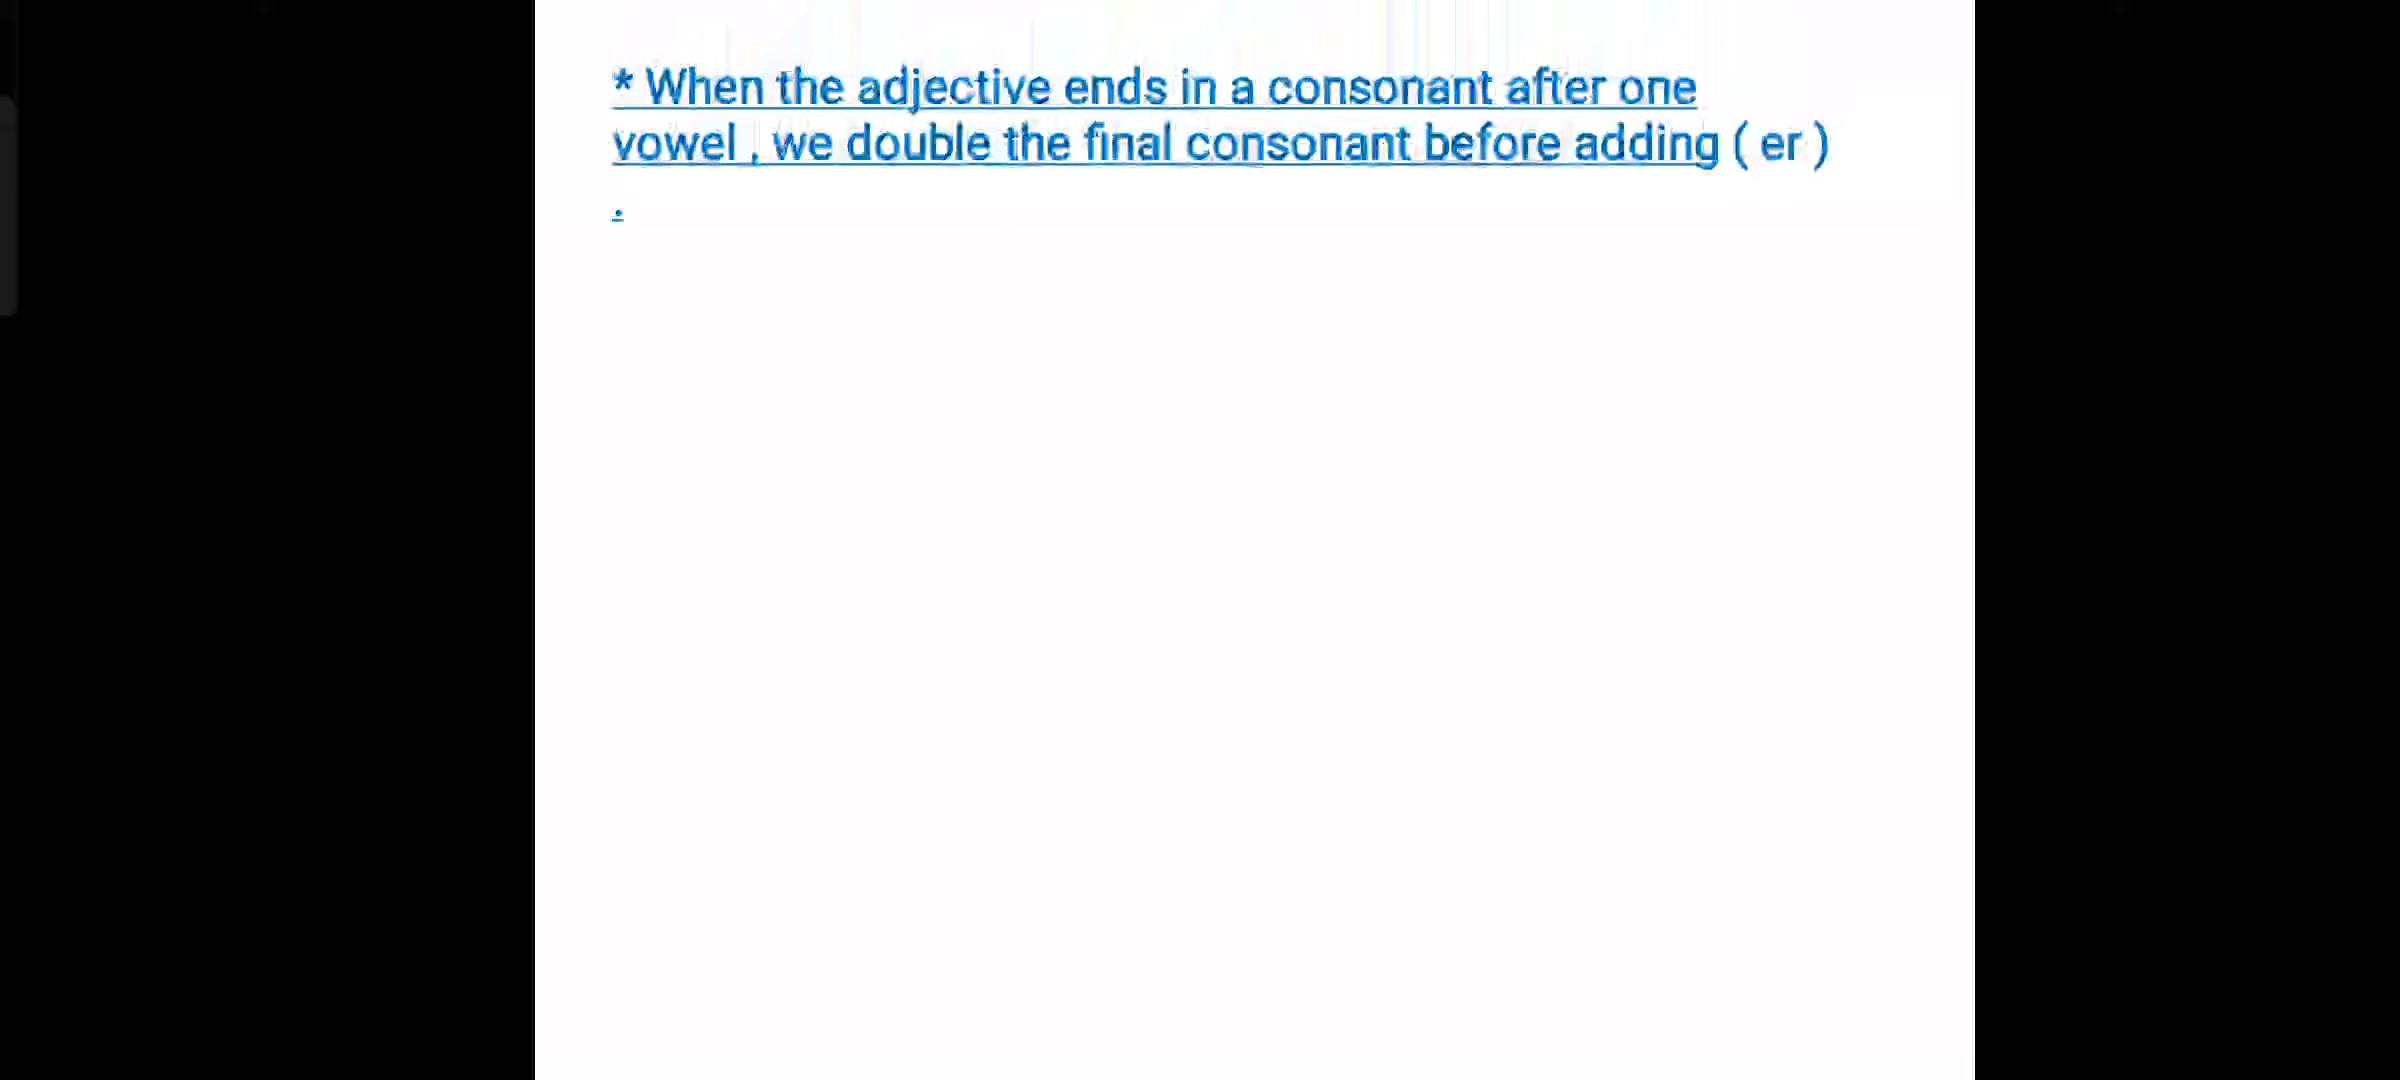 * When the adjective ends in a consonant after one
vowel , we double the final consonant before adding ( er )
.